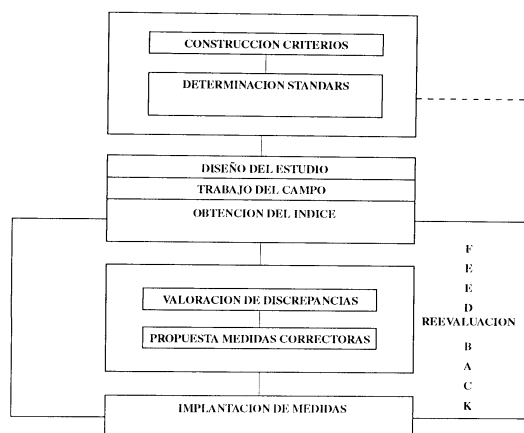 CONSTRUCCION CRITERIOS
DETERMINACION STANDARS
DISEÑO DEL ESTUDIO
TRABAJO DEL CAMPO
OBTENCION DEL INDICE
VALORACION DE DISCREPANCIAS
PROPUESTA MEDIDAS CORRECTORAS
IMPLANTACION DE MEDIDAS
F
E
E
D
REEVALUACION
B
A
C
K